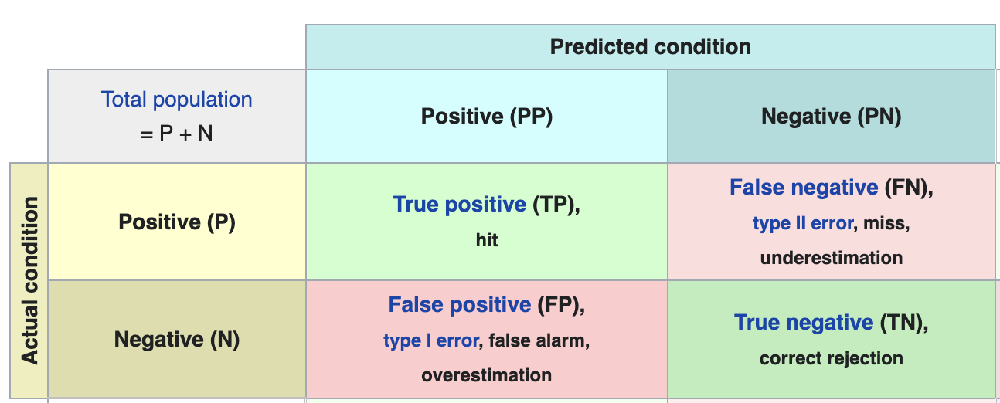 Predicted condition
Total population
= P + N
Positive (PP)
Negative (PN)
Actual condition
Positive (P)
True positive (TP),
hit
False negative (FN),
type II error, miss,
underestimation
Negative (N)
False positive (FP),
type I error, false alarm,
overestimation
True negative (TN),
correct rejection